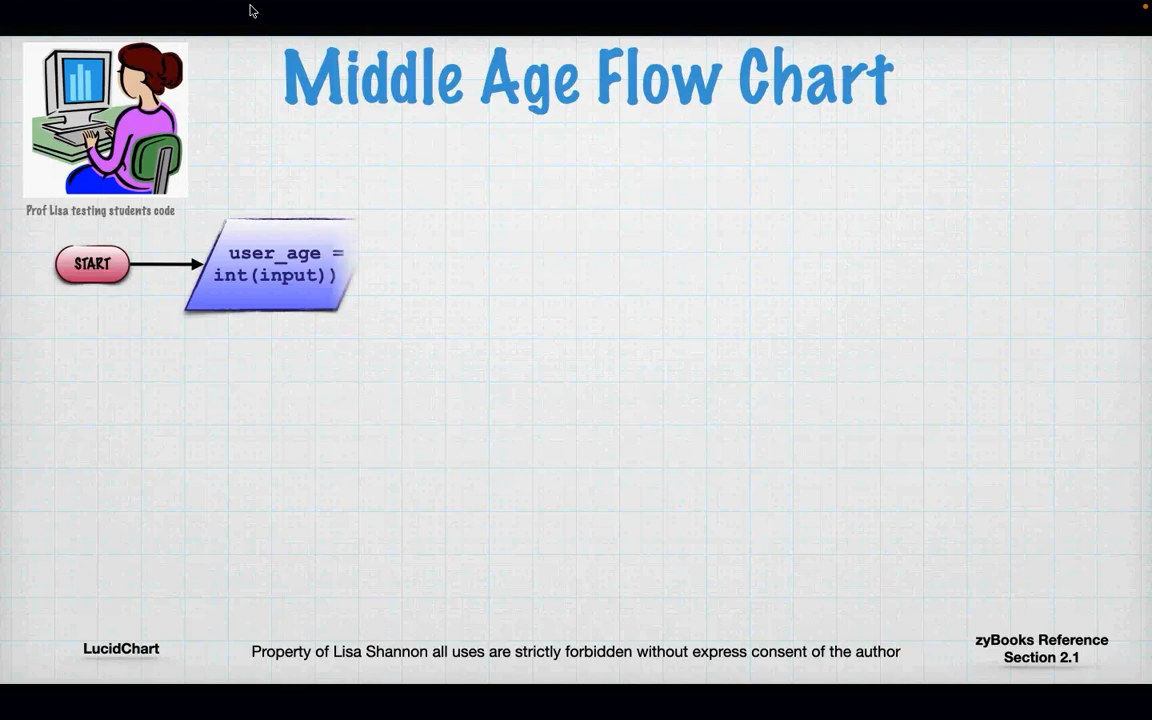 Middle Age Flow Chart
Prof Lisa testing students code
START
user_age =
int(input))
LucidChart
Property of Lisa Shannon all uses are strictly forbidden without express consent of the author
zyBooks Reference
Section 2.1